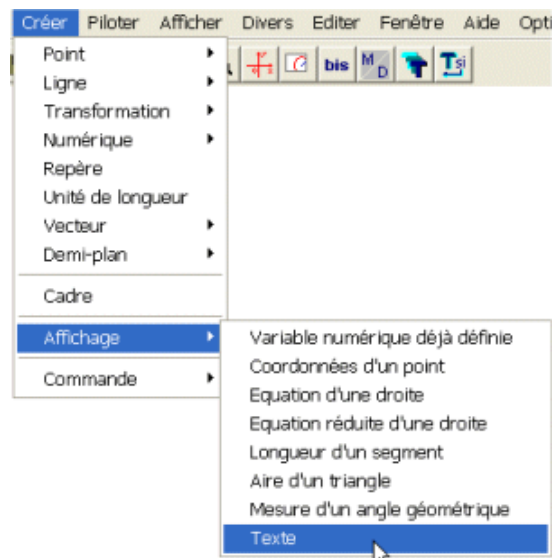 Créer Piloter Afficher Divers Editer Fenêtre Aide Opti
bis M D T si
Point
Ligne
Transformation
Numérique
Repère
Unité de longueur
Vecteur
Demi-plan
Cadre
Affichage
Commande
Variable numérique déjà définie
Coordonnées d'un point
Equation d'une droite
Equation réduite d'une droite
Longueur d'un segment
Aire d'un triangle
Mesure d'un angle géométrique
Texte